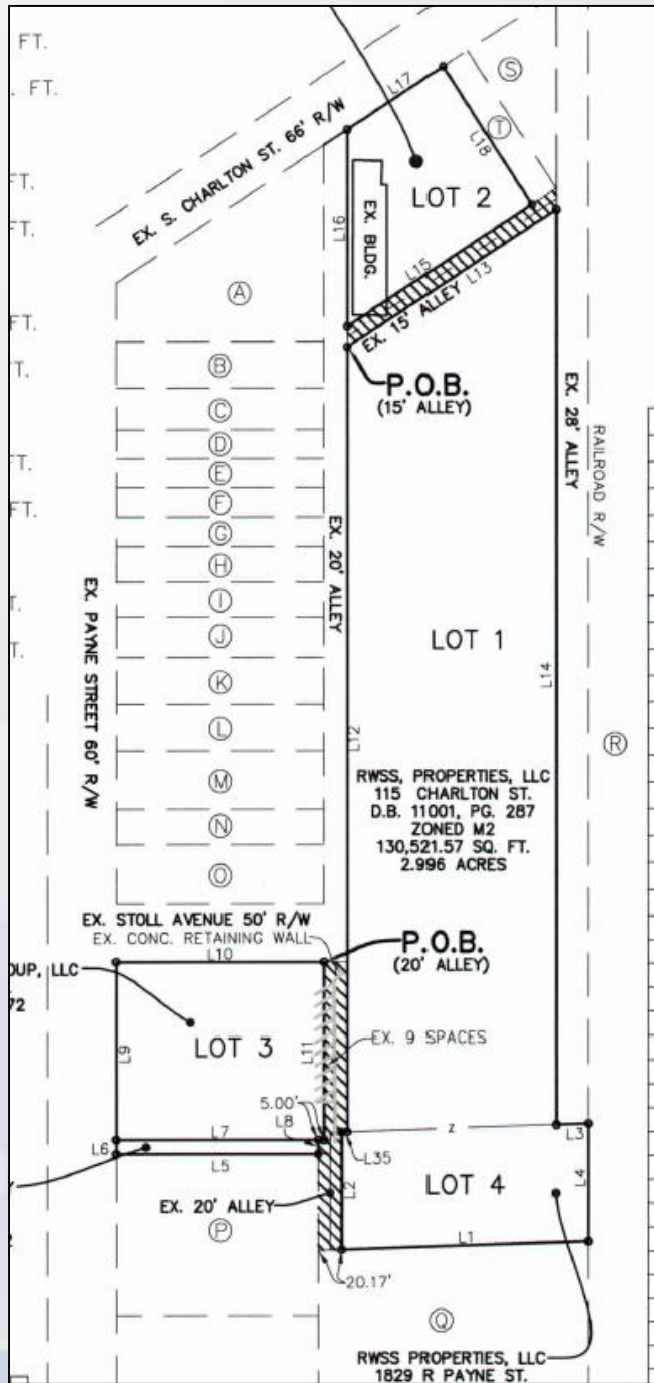 FT.
. FT.
FT.
FT.
FT.
T.
FT.
FT.
T.
T.
EX. S. CHARLTON ST. 66' R/W
L17
S
T
L18
LOT 2
EX. BLDG.
L16
L15
EX. 15' ALLEY L13
A
B
C
D
E
F
G
H
I
J
K
L
M
N
O
P.O.B.
(15' ALLEY)
EX. 28' ALLEY
RAILROAD R/W
EX. 20' ALLEY
EX. PAYNE STREET 60' R/W
LOT 1
L14
L12
R
RWSS, PROPERTIES, LLC
115 CHARLTON ST.
D.B. 11001, PG. 287
ZONED M2
130,521.57 SQ. FT.
2.996 ACRES
EX. STOLL AVENUE 50' R/W
EX. CONC. RETAINING WALL
L10
P.O.B.
(20' ALLEY)
OUP, LLC
72
LOT 3
L9
L11
EX. 9 SPACES
5.00'
L7
L8
L6
L5
L35
z
L3
L2
LOT 4
L4
EX. 20' ALLEY
P
L1
20.17'
Q
RWSS PROPERTIES, LLC
1829 R PAYNE ST.